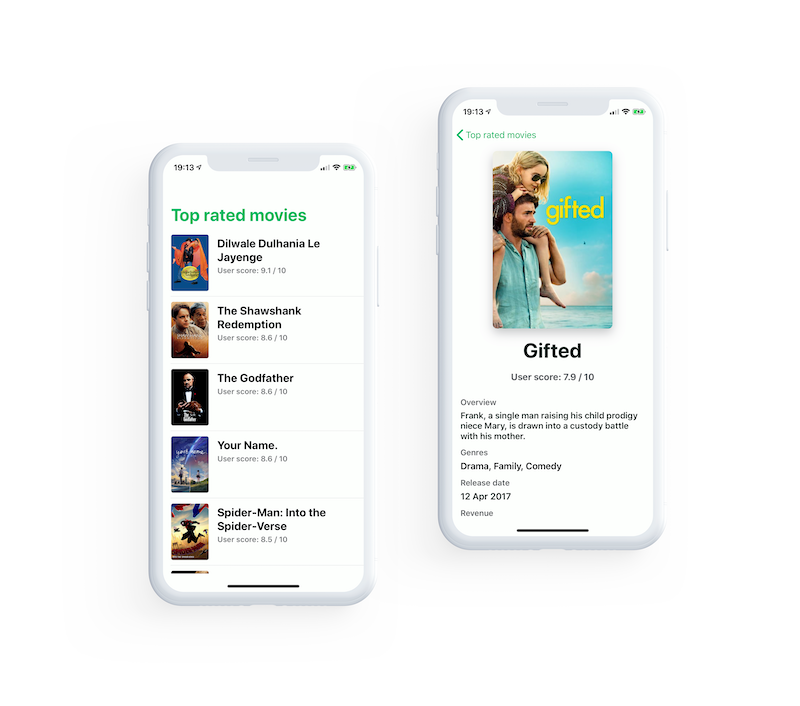 19:13
Top rated movies
Dilwale Dulhania Le
Jayenge
User score: 9.1 / 10
The Shawshank
Redemption
User score: 8.6 / 10
The Godfather
User score: 8.6 / 10
The
Godfather
your name.
Your Name.
User score: 8.6 / 10
Spider-Man: Into the
Spider-Verse
User score: 8.5 / 10
19:13
Top rated movies
gifted
Gifted
User score: 7.9 / 10
Overview
Frank, a single man raising his child prodigy
niece Mary, is drawn into a custody battle
with his mother.
Genres
Drama, Family, Comedy
Release date
12 Apr 2017
Revenue